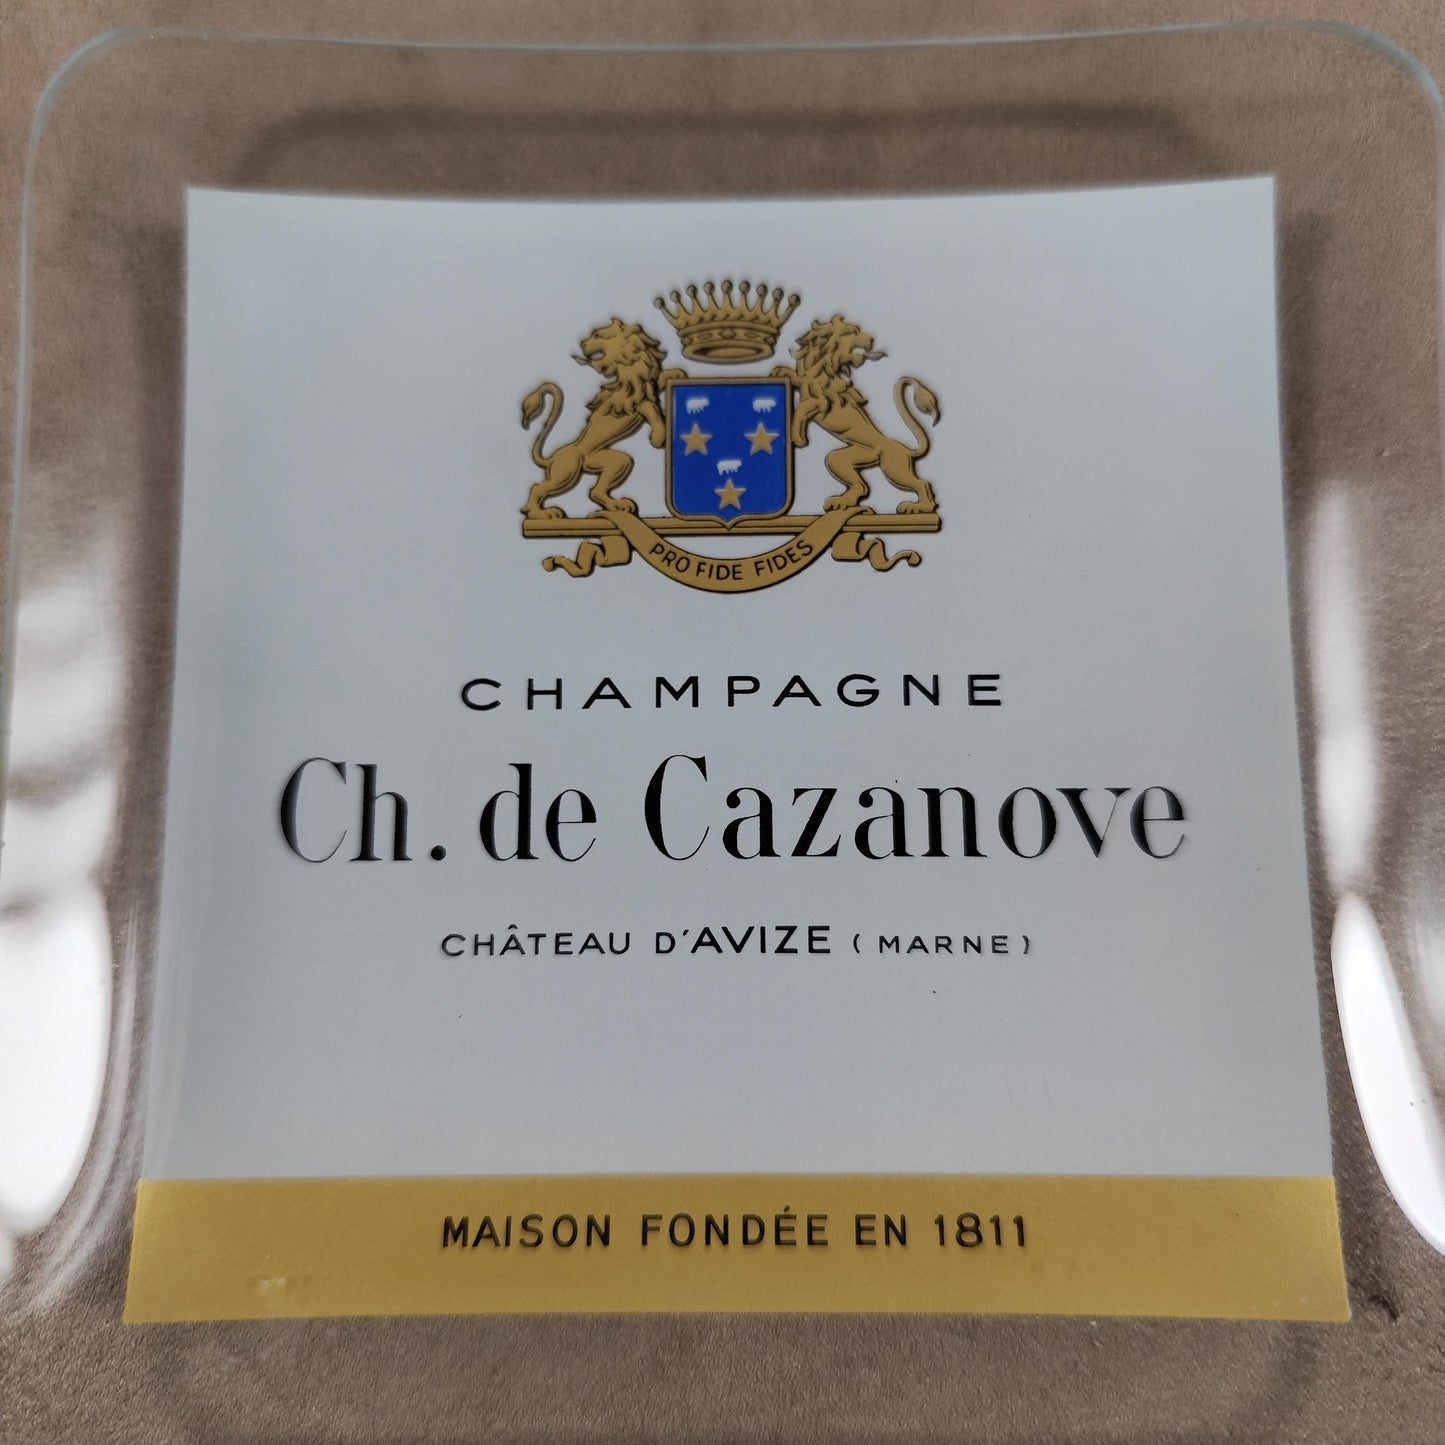 PRO FIDE FIDES
CHAMPAGNE
Ch. de Cazanove
CHÂTEAU D'AVIZE (MARNE)
MAISON FONDÉE EN 1811